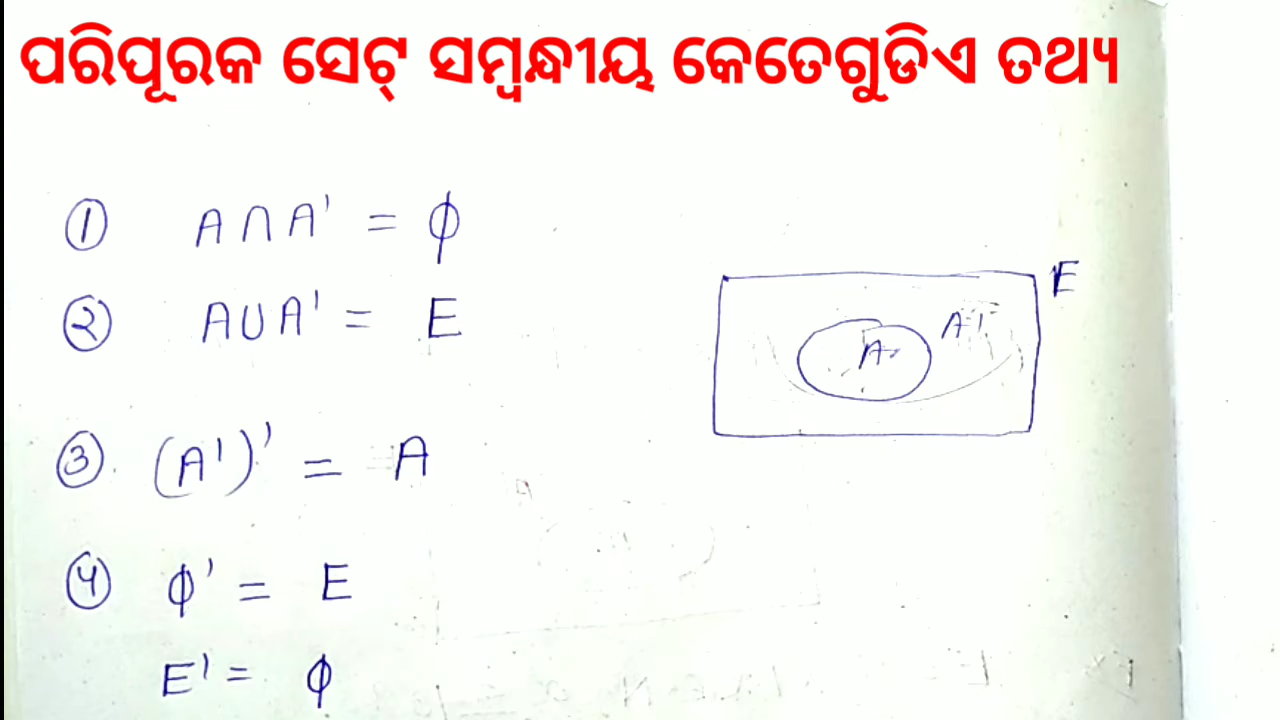 ପରିପୂରକ ସେଟ୍ ସମ୍ବନ୍ଧୀୟ କେତେଗୁଡିଏ ତଥ୍ୟ
① A ∩ A' = ϕ
② A ∪ A' = E
③ (A')' = A
④ ϕ' = E
E' = ϕ
E
A'
A